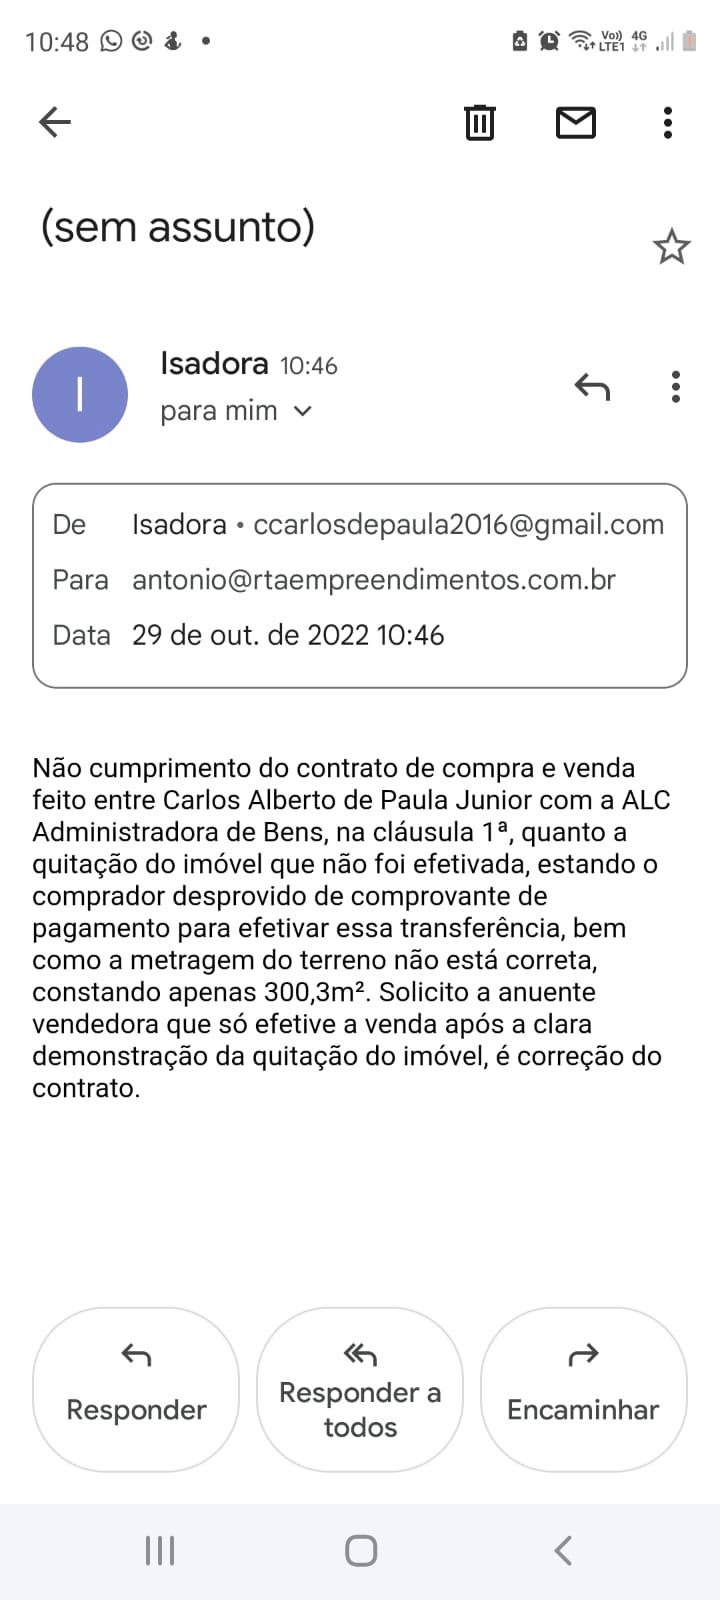 10:48
Vo)) 4G
LTE1
(sem assunto)
I
Isadora 10:46
para mim
De Isadora • ccarlosdepaula2016@gmail.com
Para antonio@rtaempreendimentos.com.br
Data 29 de out. de 2022 10:46
Não cumprimento do contrato de compra e venda
feito entre Carlos Alberto de Paula Junior com a ALC
Administradora de Bens, na cláusula 1ª, quanto a
quitação do imóvel que não foi efetivada, estando o
comprador desprovido de comprovante de
pagamento para efetivar essa transferência, bem
como a metragem do terreno não está correta,
constando apenas 300,3m². Solicito a anuente
vendedora que só efetive a venda após a clara
demonstração da quitação do imóvel, é correção do
contrato.
Responder
Responder a
todos
Encaminhar